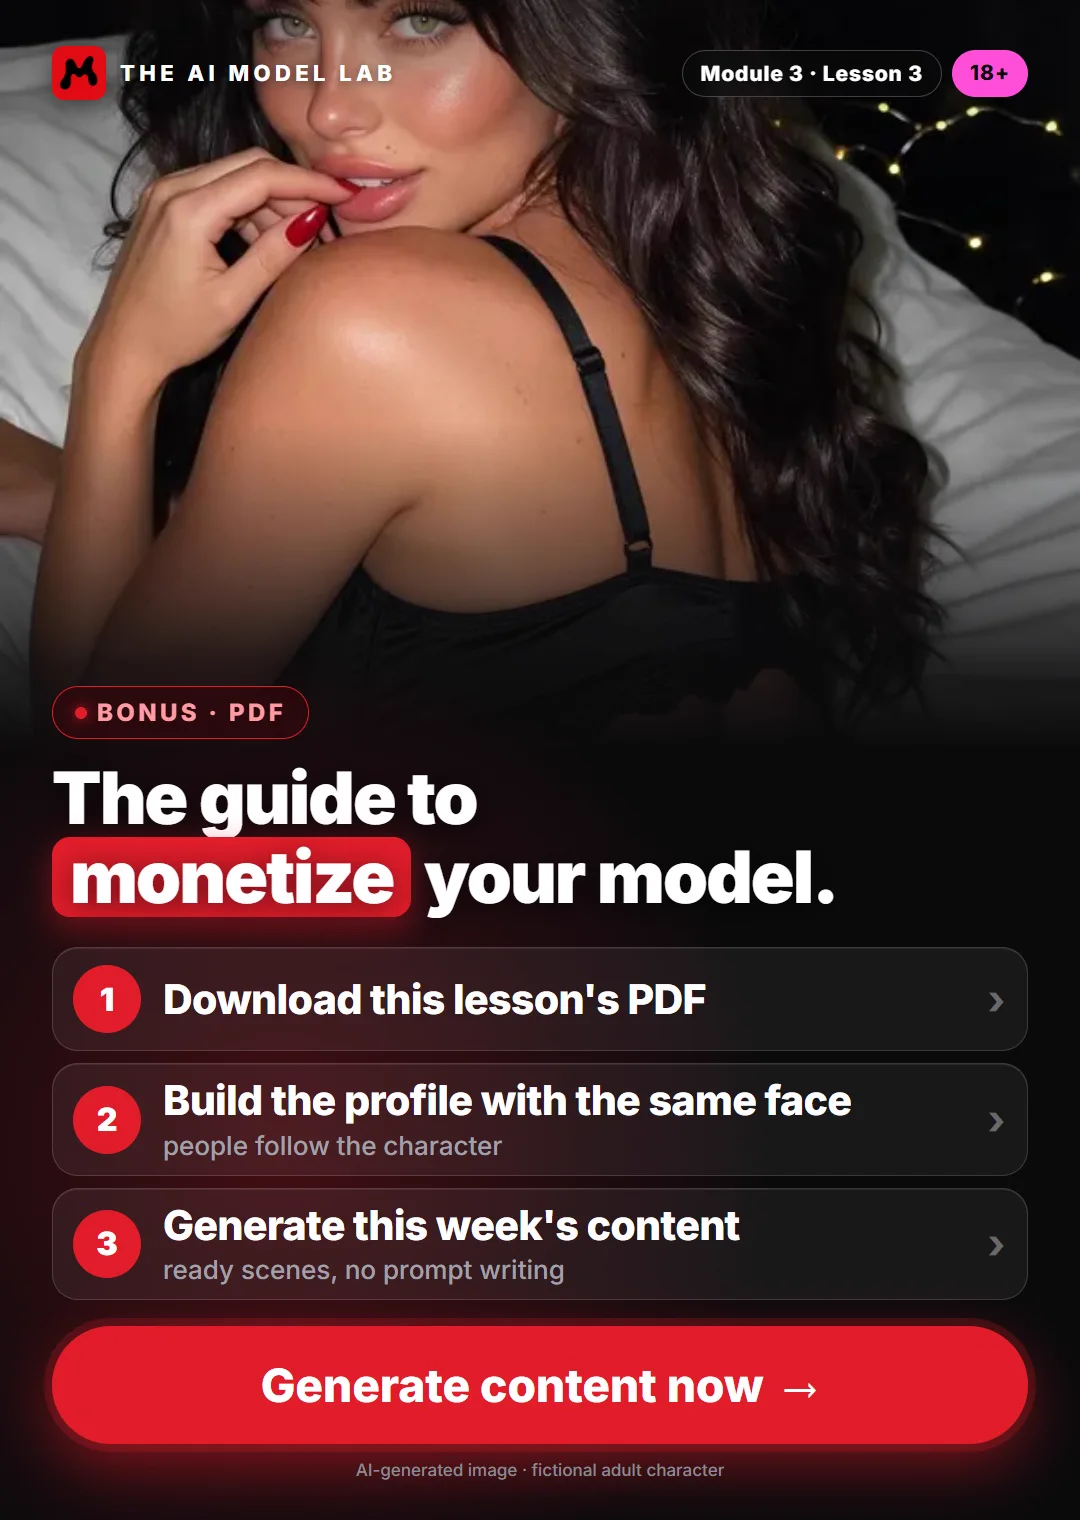 THE AI MODEL LAB
Module 3 · Lesson 3
18+
BONUS · PDF
The guide to
monetize your model.
1
Download this lesson's PDF
2
Build the profile with the same face
people follow the character
3
Generate this week's content
ready scenes, no prompt writing
Generate content now →
AI-generated image · fictional adult character